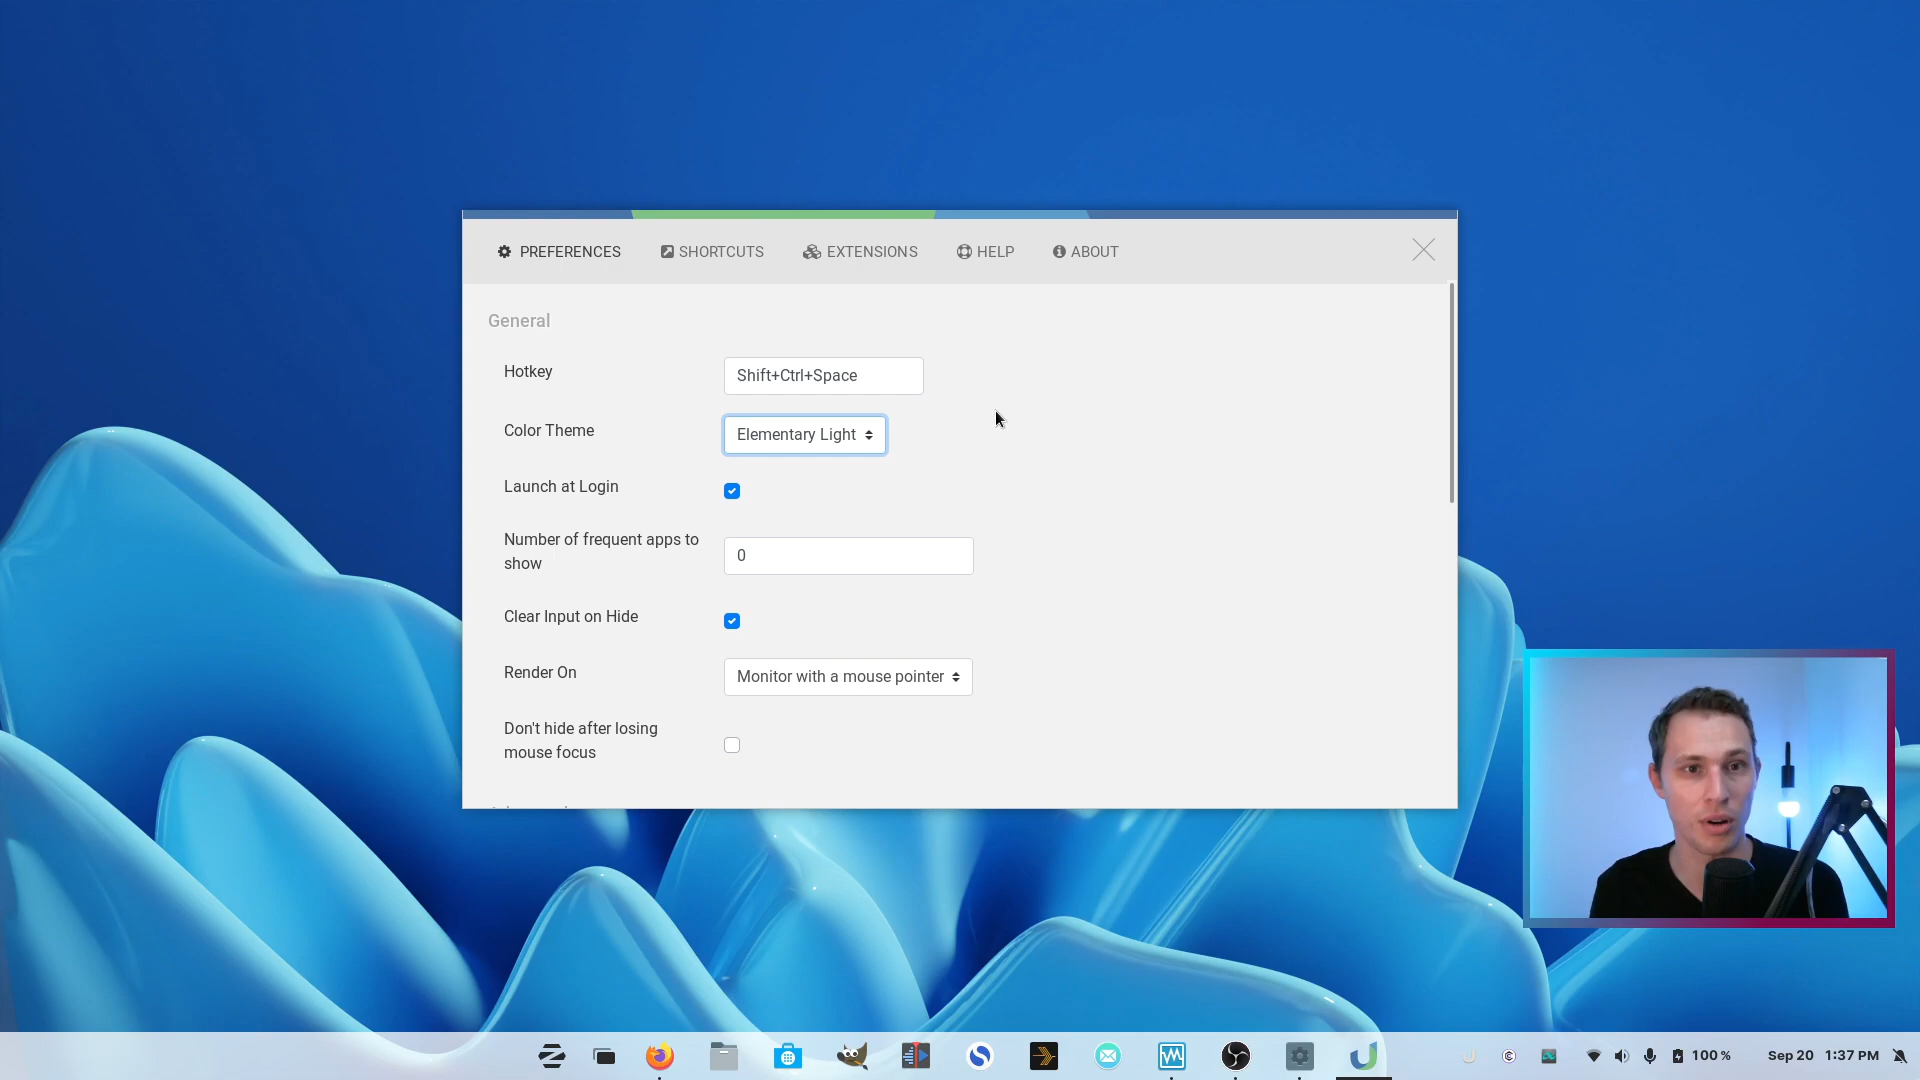 PREFERENCES
SHORTCUTS
EXTENSIONS
HELP
ABOUT
General
Hotkey
Shift+Ctrl+Space
Color Theme
Elementary Light
Launch at Login
Number of frequent apps to
show
0
Clear Input on Hide
Render On
Monitor with a mouse pointer
Don't hide after losing
mouse focus
100 %
Sep 20 1:37 PM